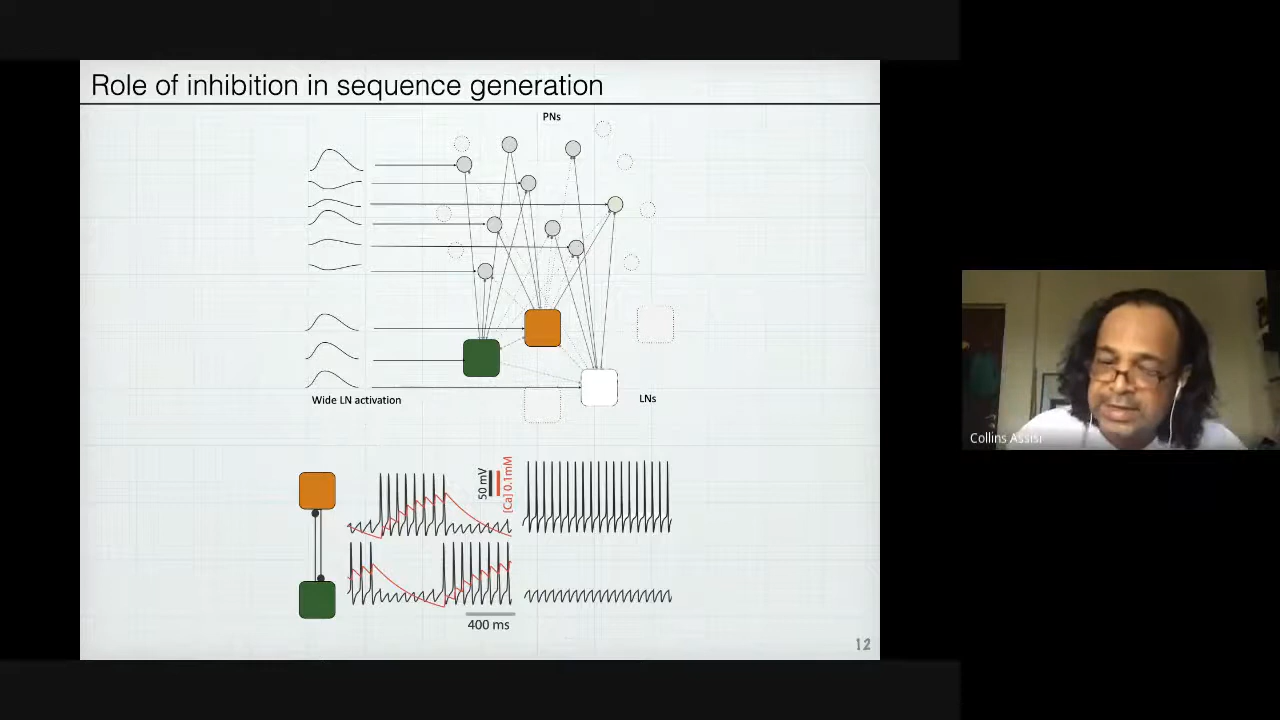 Role of inhibition in sequence generation
PNs
Wide LN activation
LNs
50 mV
[Ca] 0.1mM
400 ms
12
Collins Assisi